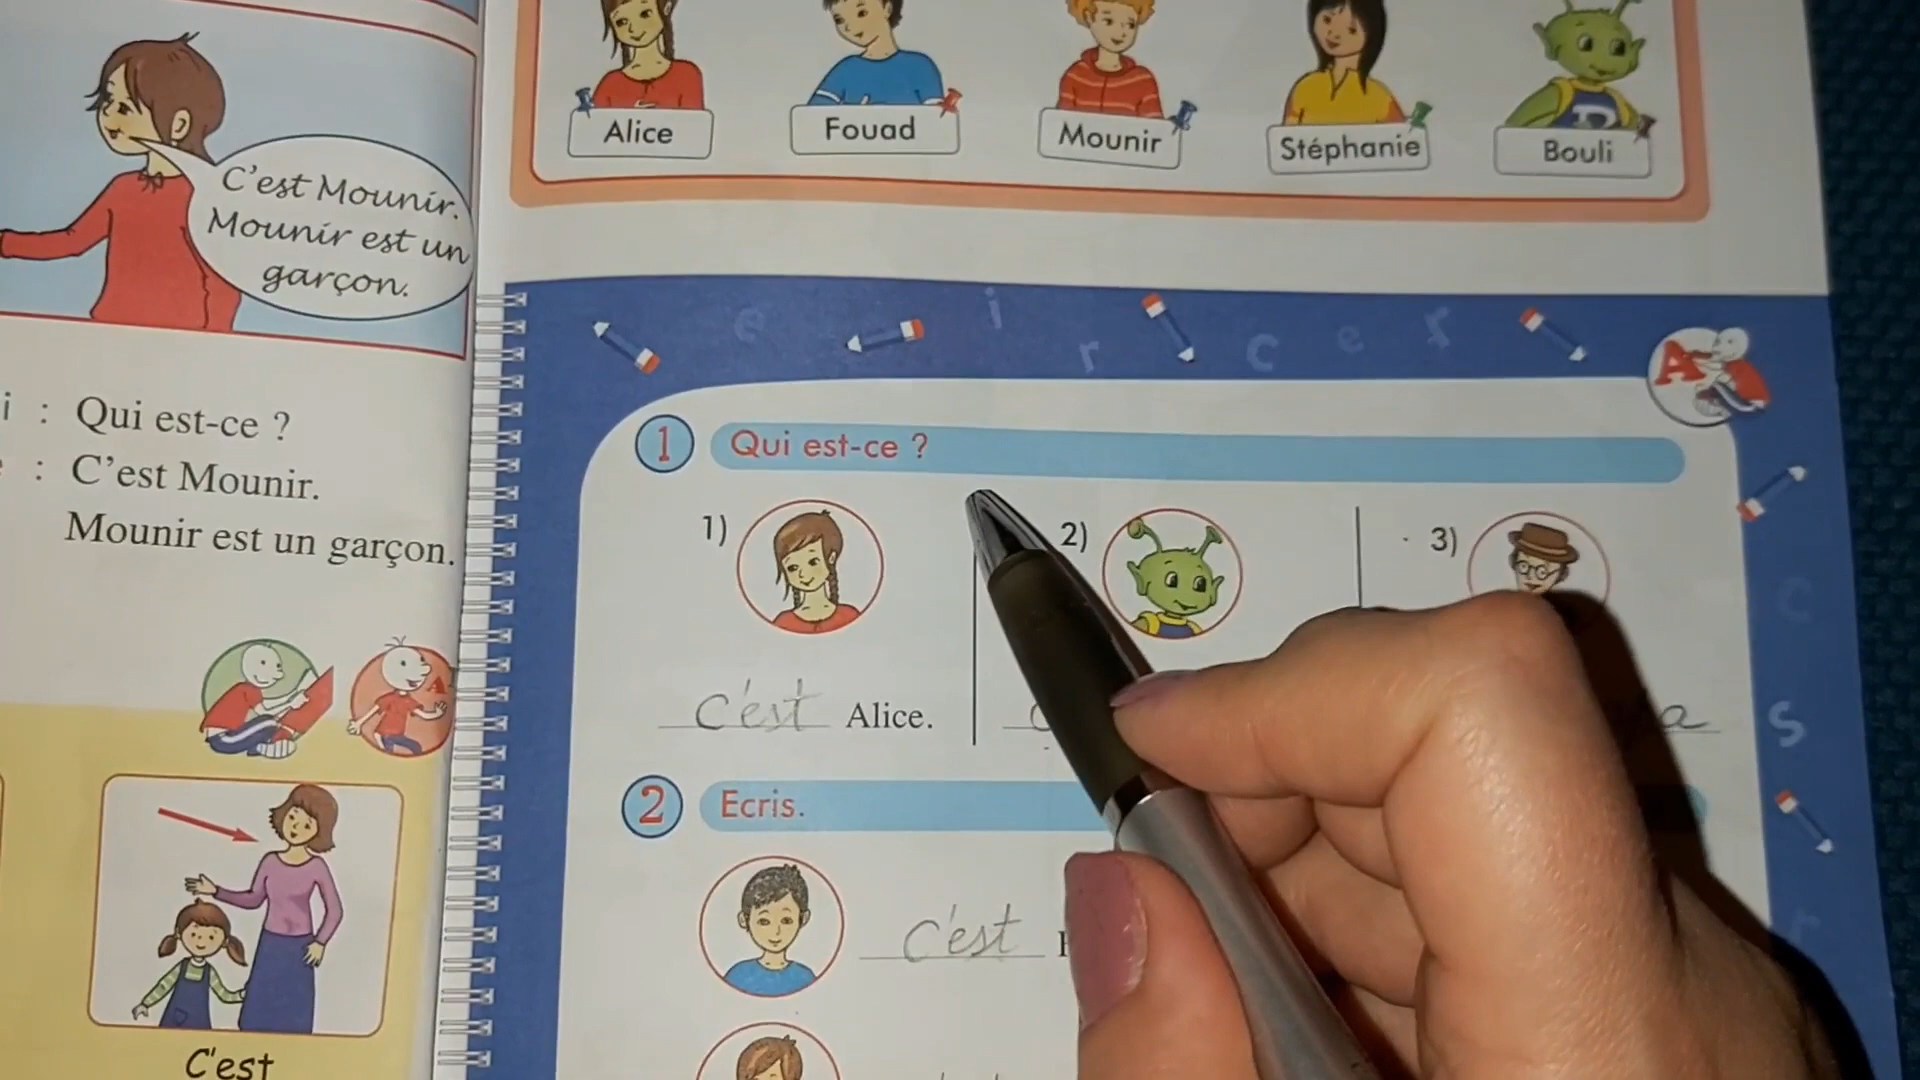 C'est Mounir.
Mounir est un
garçon.
i : Qui est-ce ?
: C'est Mounir.
Mounir est un garçon.
C'est
Alice
Fouad
Mounir
Stéphanie
Bouli
1 Qui est-ce ?
1)
2)
3)
C'est Alice.
a
2 Ecris.
C'est